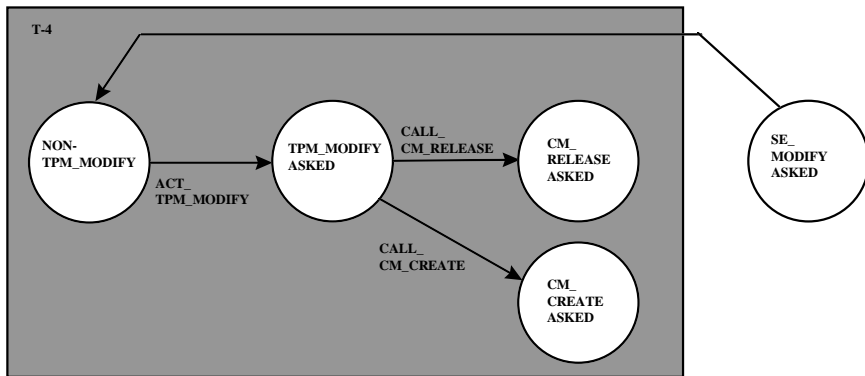 T-4
NON-
TPM_MODIFY
ACT_
TPM_MODIFY
TPM_MODIFY
ASKED
CALL_
CM_RELEASE
CALL_
CM_CREATE
CM_
RELEASE
ASKED
CM_
CREATE
ASKED
SE_
MODIFY
ASKED